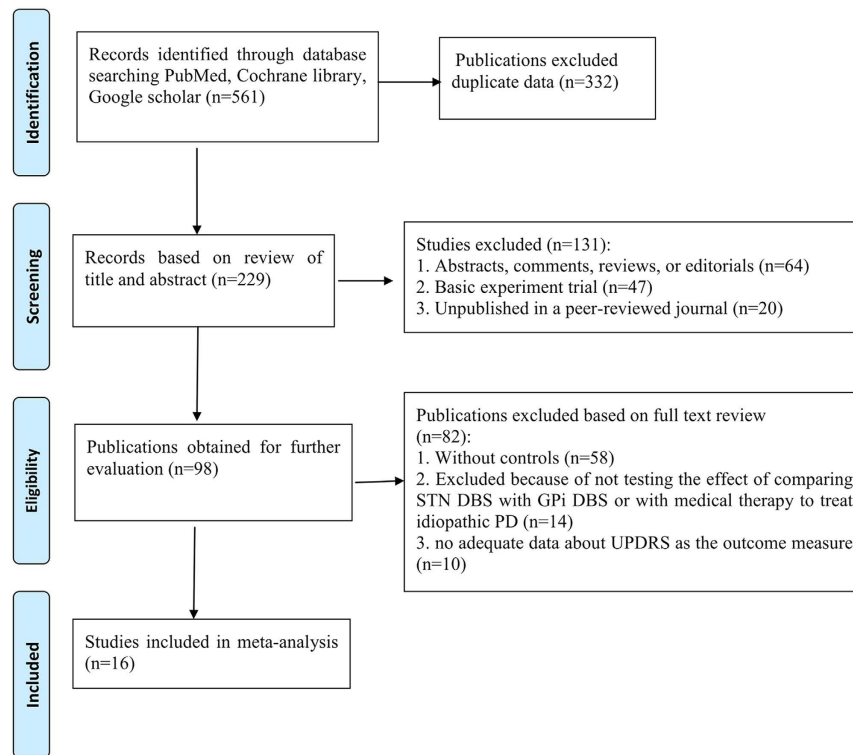 Identification
Records identified through database
searching PubMed, Cochrane library,
Google scholar (n=561)
Publications excluded
duplicate data (n=332)
Screening
Records based on review of
title and abstract (n=229)
Studies excluded (n=131):
1. Abstracts, comments, reviews, or editorials (n=64)
2. Basic experiment trial (n=47)
3. Unpublished in a peer-reviewed journal (n=20)
Eligibility
Publications obtained for further
evaluation (n=98)
Publications excluded based on full text review
(n=82):
1. Without controls (n=58)
2. Excluded because of not testing the effect of comparing
STN DBS with GPi DBS or with medical therapy to treat
idiopathic PD (n=14)
3. no adequate data about UPDRS as the outcome measure
(n=10)
Included
Studies included in meta-analysis
(n=16)